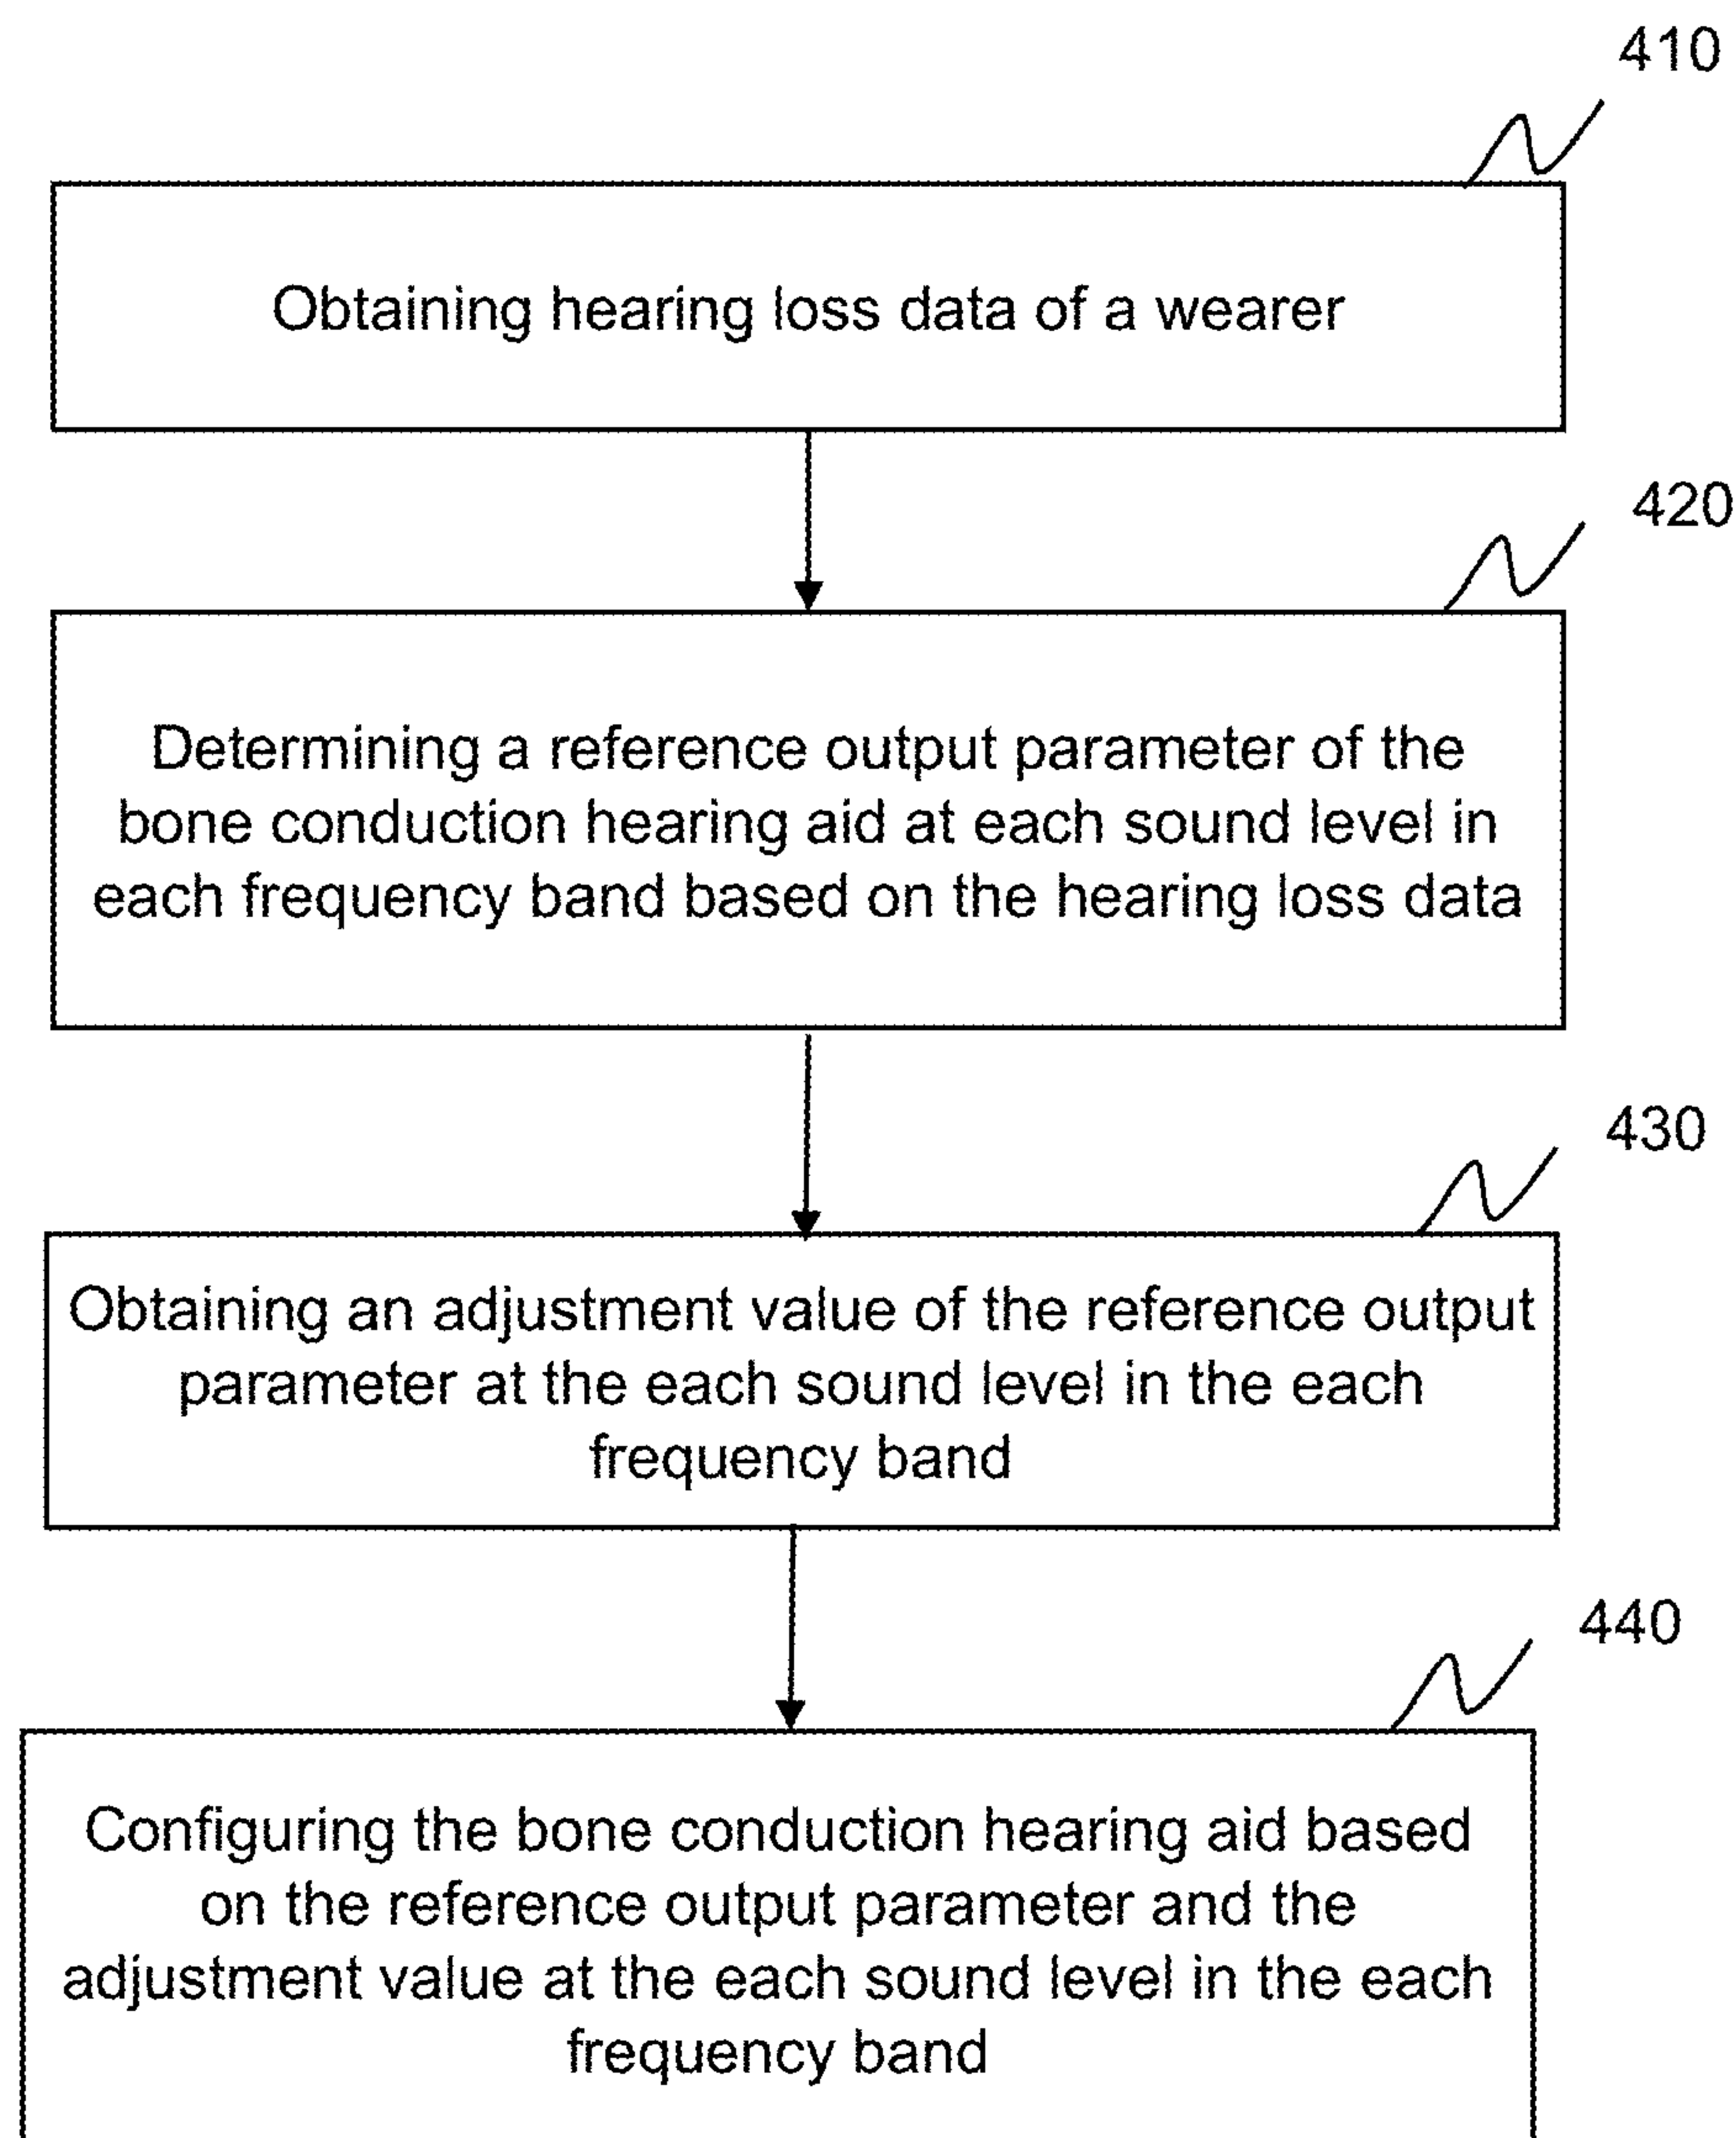 410
Obtaining hearing loss data of a wearer
420
Determining a reference output parameter of the
bone conduction hearing aid at each sound level in
each frequency band based on the hearing loss data
430
Obtaining an adjustment value of the reference output
parameter at the each sound level in the each
frequency band
440
Configuring the bone conduction hearing aid based
on the reference output parameter and the
adjustment value at the each sound level in the each
frequency band